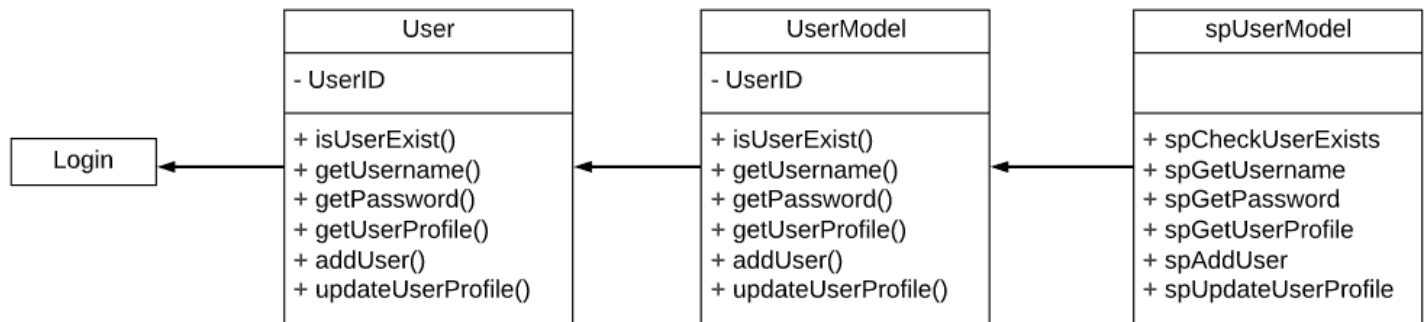 Login
User
- UserID
+ isUserExist()
+ getUsername()
+ getPassword()
+ getUserProfile()
+ addUser()
+ updateUserProfile()
UserModel
- UserID
+ isUserExist()
+ getUsername()
+ getPassword()
+ getUserProfile()
+ addUser()
+ updateUserProfile()
spUserModel
+ spCheckUserExists
+ spGetUsername
+ spGetPassword
+ spGetUserProfile
+ spAddUser
+ spUpdateUserProfile